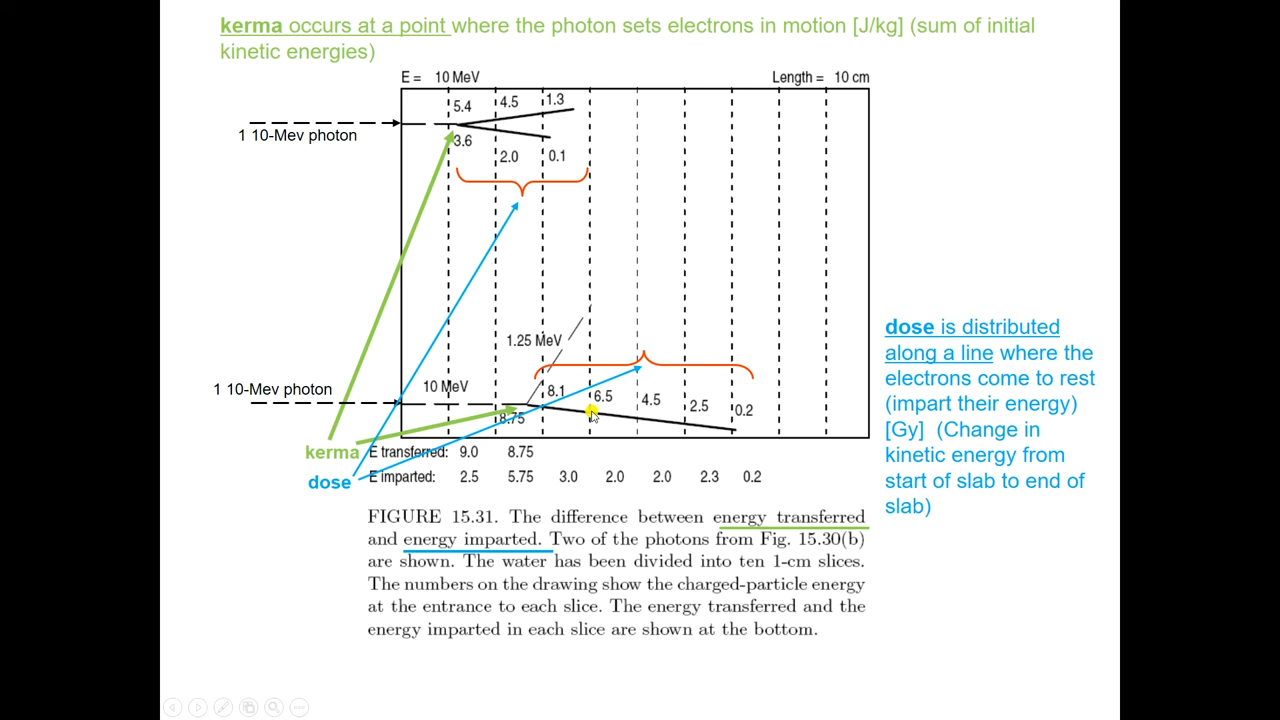 kerma occurs at a point where the photon sets electrons in motion [J/kg] (sum of initial
kinetic energies)
E = 10 MeV
Length = 10 cm
5.4 4.5 1.3
1 10-Mev photon
3.6
2.0 0.1
1.25 MeV
1 10-Mev photon
10 MeV
8.1 6.5 4.5 2.5 0.2
8.75
dose is distributed
along a line where the
electrons come to rest
(impart their energy)
[Gy] (Change in
kinetic energy from
start of slab to end of
slab)
kerma
E transferred: 9.0 8.75
dose
E imparted: 2.5 5.75 3.0 2.0 2.0 2.3 0.2
FIGURE 15.31. The difference between energy transferred
and energy imparted. Two of the photons from Fig. 15.30(b)
are shown. The water has been divided into ten 1-cm slices.
The numbers on the drawing show the charged-particle energy
at the entrance to each slice. The energy transferred and the
energy imparted in each slice are shown at the bottom.